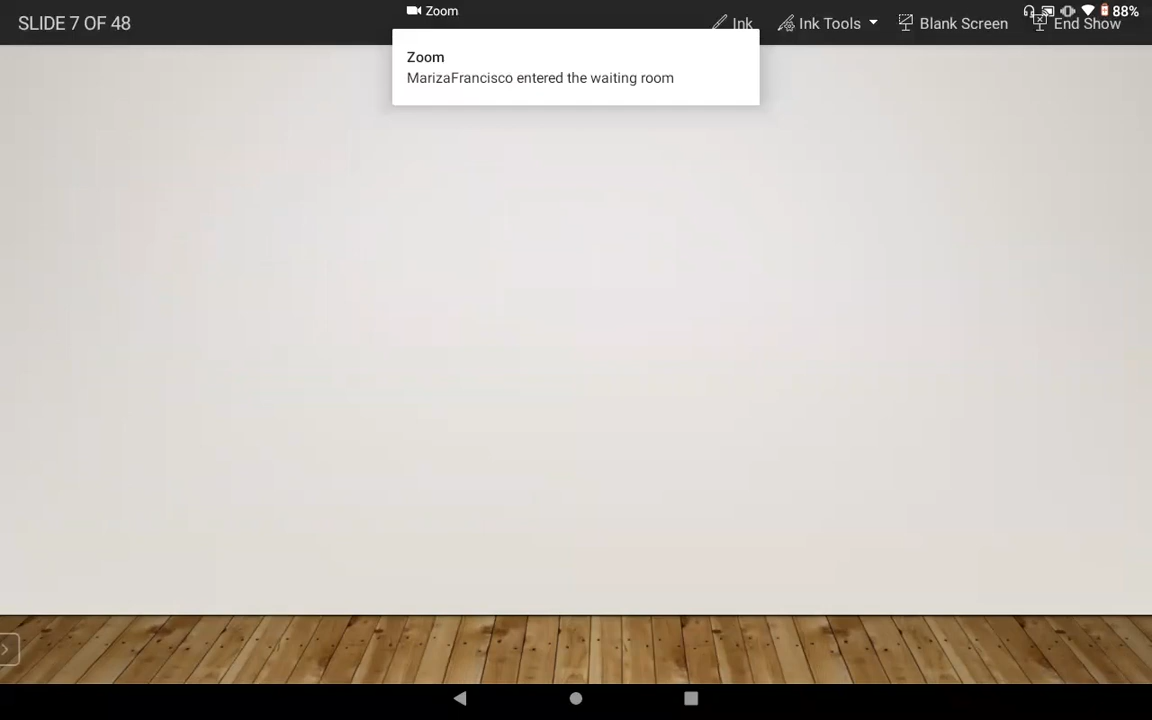 Zoom
88%
SLIDE 7 OF 48
Ink
Ink Tools
Blank Screen
End Show
Zoom
MarizaFrancisco entered the waiting room